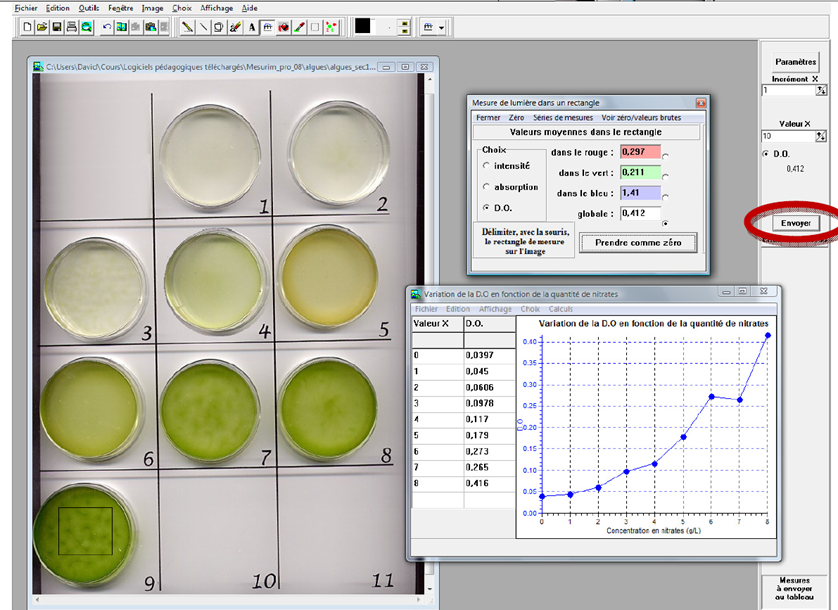 Fichier Edition Outils Fenêtre Image Choix Affichage Aide
C:\Users\David\Cours\Logiciels pédagogiques téléchargés\Mesurim_pro_08\algues\algues_sec1...
1
2
3
4
5
6
7
8
9
10
11
Mesure de lumière dans un rectangle
Fermer Zéro Séries de mesures Voir zéro/valeurs brutes
Valeurs moyennes dans le rectangle
Choix
intensité
absorption
D.O.
dans le rouge : 0,297
dans le vert : 0,211
dans le bleu : 1,41
globale : 0,412
Délimiter, avec la souris,
le rectangle de mesure
sur l'image
Prendre comme zéro
Paramètres
Incrément X
1
Valeur X
10
D.O.
0,412
Envoyer
Variation de la D.O en fonction de la quantité de nitrates
Fichier Edition Affichage Choix Calculs
Valeur X D.O.
0 0,0397
1 0,045
2 0,0606
3 0,0978
4 0,117
5 0,179
6 0,273
7 0,265
8 0,416
Variation de la D.O en fonction de la quantité de nitrates
0.40
0.35
0.30
0.25
0.20
0.15
0.10
0.05
0.00
D.O
0 1 2 3 4 5 6 7 8
Concentration en nitrates (g/L)
Mesures
à envoyer
au tableau